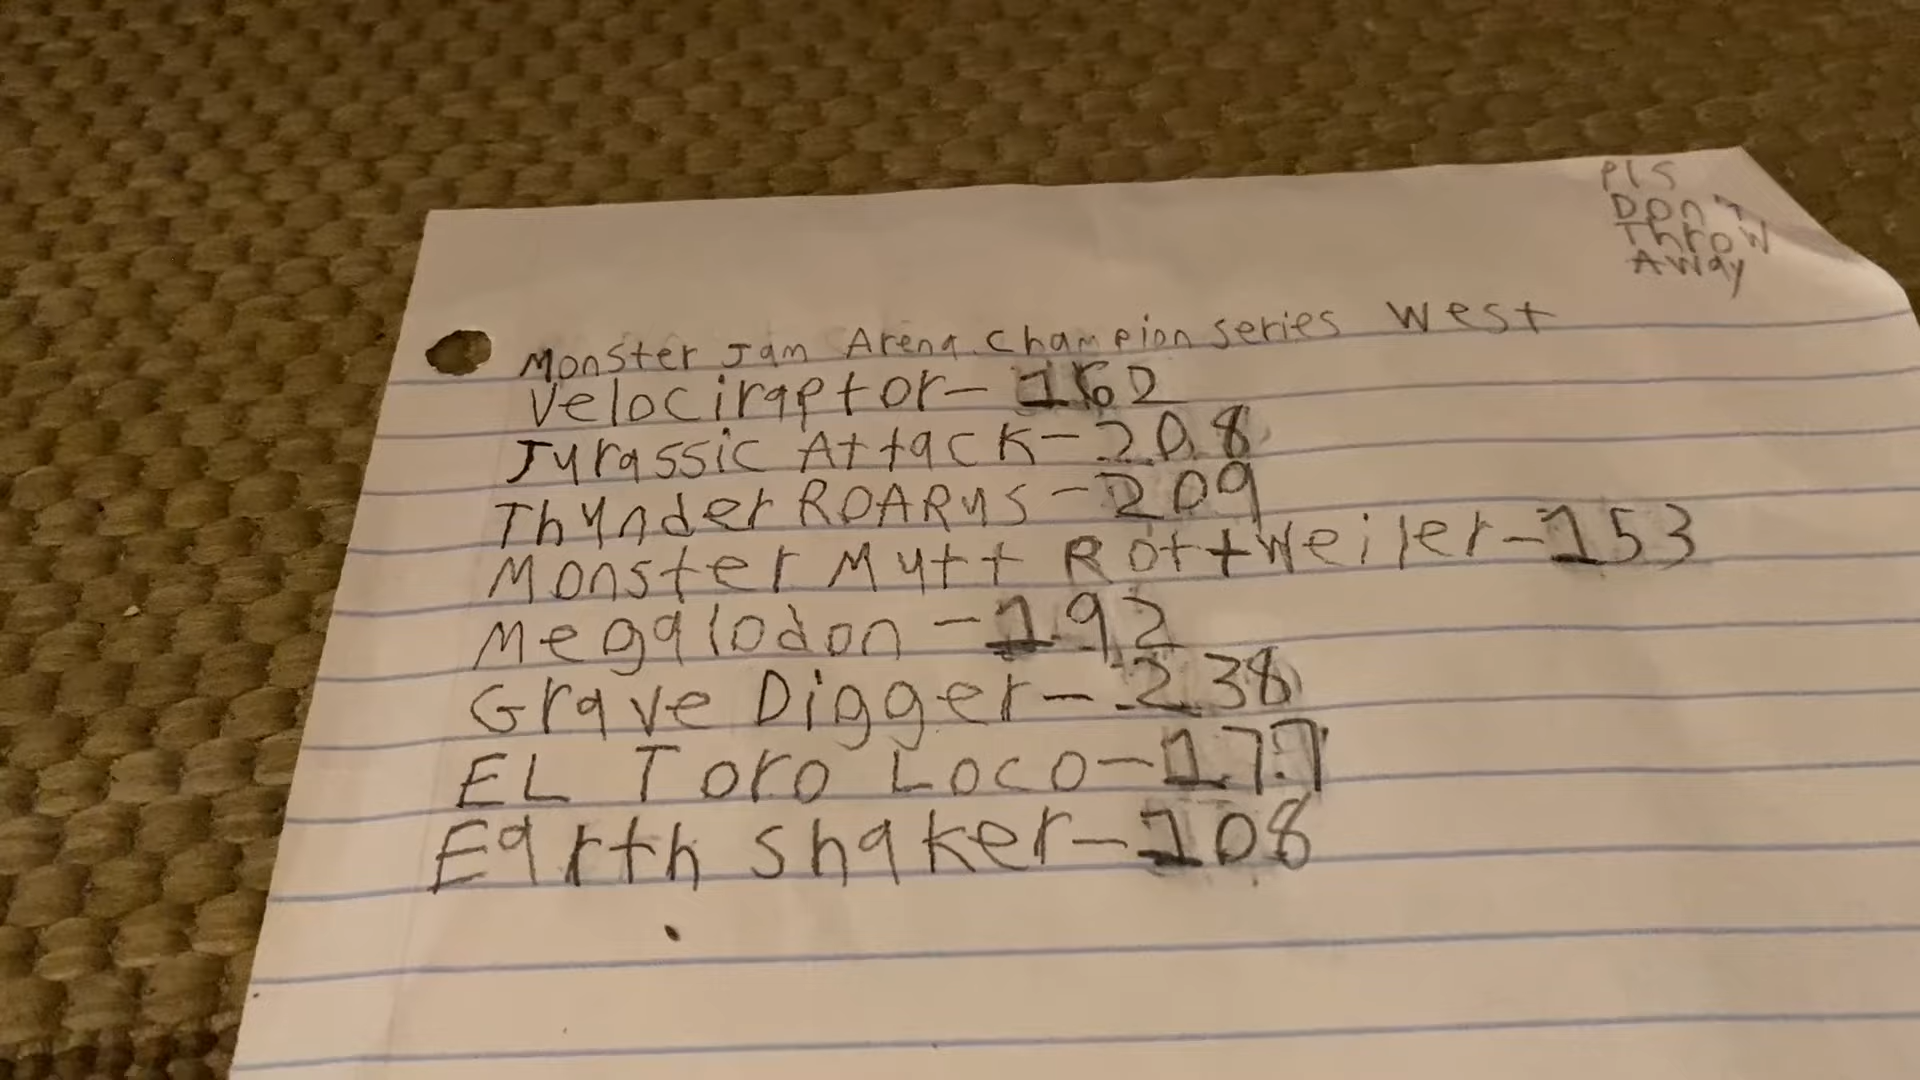 Pls
Don't
Throw
Away
Monster Jam Arena Champion series West
Velociraptor- 162
Jurassic Attack-208
Thunder ROARUS-209
Monster Mutt Rottweiler-153
Megalodon-192
Grave Digger-238
EL Toro Loco-177
Earth shaker-108